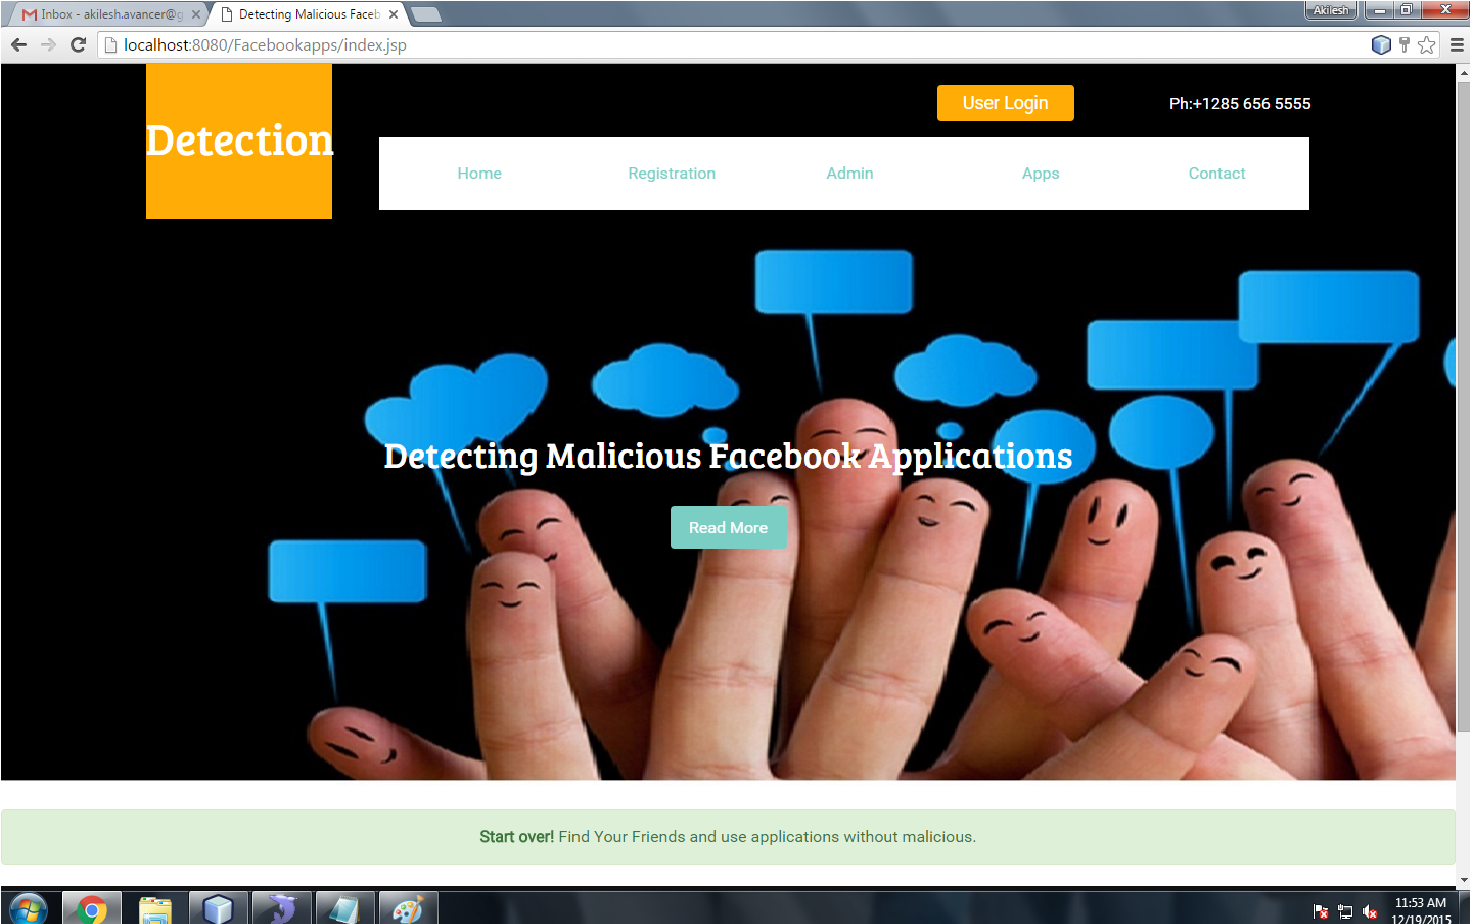 Inbox - akilesh.avancer@g
Detecting Malicious Faceb
Akilesh
localhost:8080/Facebookapps/index.jsp
Detection
User Login
Ph:+1285 656 5555
Home Registration Admin Apps Contact
Detecting Malicious Facebook Applications
Read More
Start over! Find Your Friends and use applications without malicious.
11:53 AM
12/19/2015